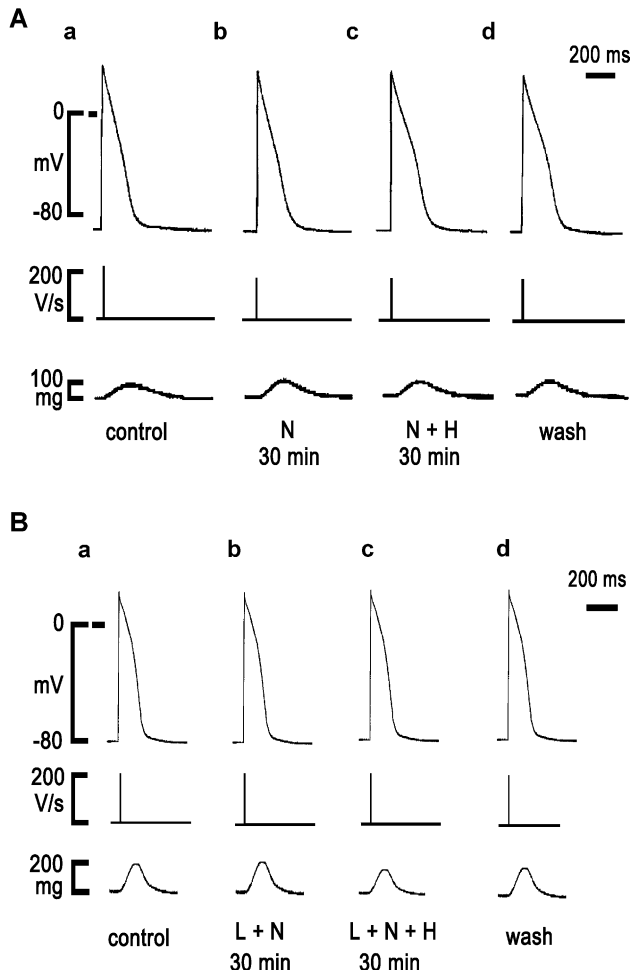 A
a b c d
200 ms
0
mV
-80
200
V/s
100
mg
control N N + H wash
30 min 30 min
B
a b c d
200 ms
0
mV
-80
200
V/s
200
mg
control L + N L + N + H wash
30 min 30 min